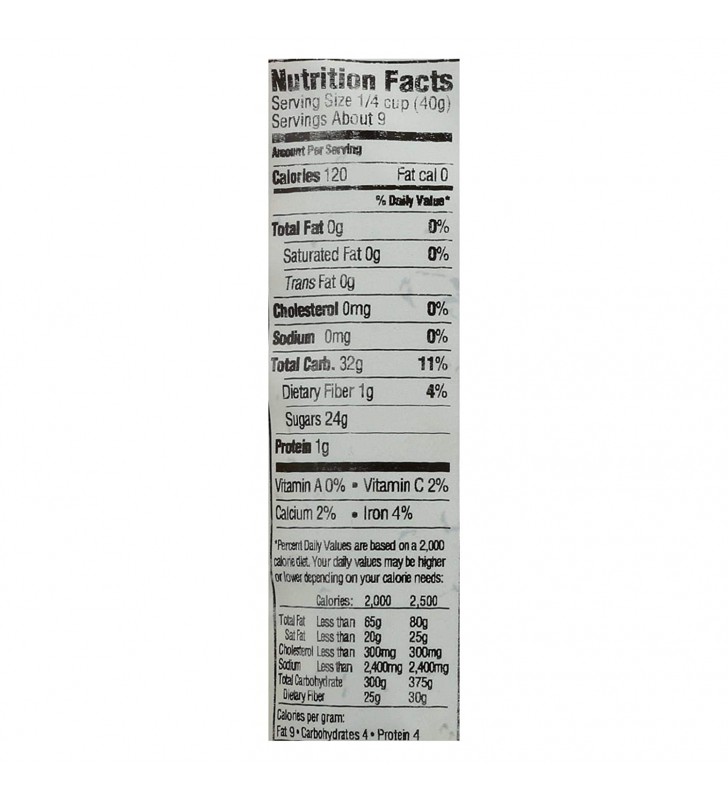 Nutrition Facts
Serving Size 1/4 cup (40g)
Servings About 9
Amount Per Serving
Calories 120 Fat cal 0
% Daily Value*
Total Fat 0g 0%
Saturated Fat 0g 0%
Trans Fat 0g
Cholesterol 0mg 0%
Sodium 0mg 0%
Total Carb. 32g 11%
Dietary Fiber 1g 4%
Sugars 24g
Protein 1g
Vitamin A 0% • Vitamin C 2%
Calcium 2% • Iron 4%
*Percent Daily Values are based on a 2,000
calorie diet. Your daily values may be higher
or lower depending on your calorie needs:
Calories: 2,000 2,500
Total Fat Less than 65g 80g
Sat Fat Less than 20g 25g
Cholesterol Less than 300mg 300mg
Sodium Less than 2,400mg 2,400mg
Total Carbohydrate 300g 375g
Dietary Fiber 25g 30g
Calories per gram:
Fat 9 • Carbohydrates 4 • Protein 4